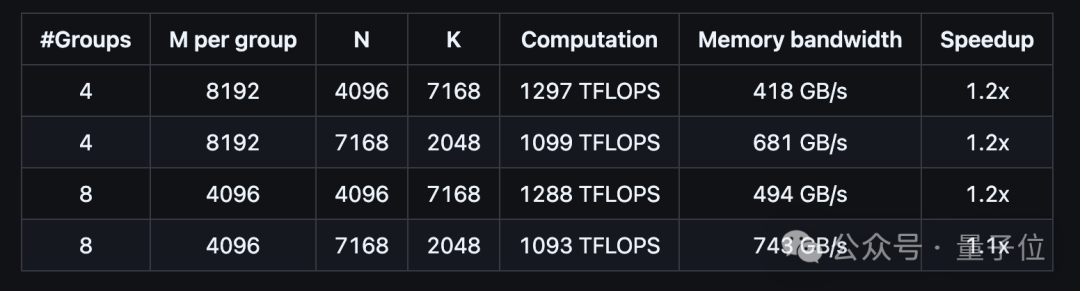 #Groups M per group N K Computation Memory bandwidth Speedup
4 8192 4096 7168 1297 TFLOPS 418 GB/s 1.2x
4 8192 7168 2048 1099 TFLOPS 681 GB/s 1.2x
8 4096 4096 7168 1288 TFLOPS 494 GB/s 1.2x
8 4096 7168 2048 1093 TFLOPS 743 GB/s 1.1x
公众号 · 量子位